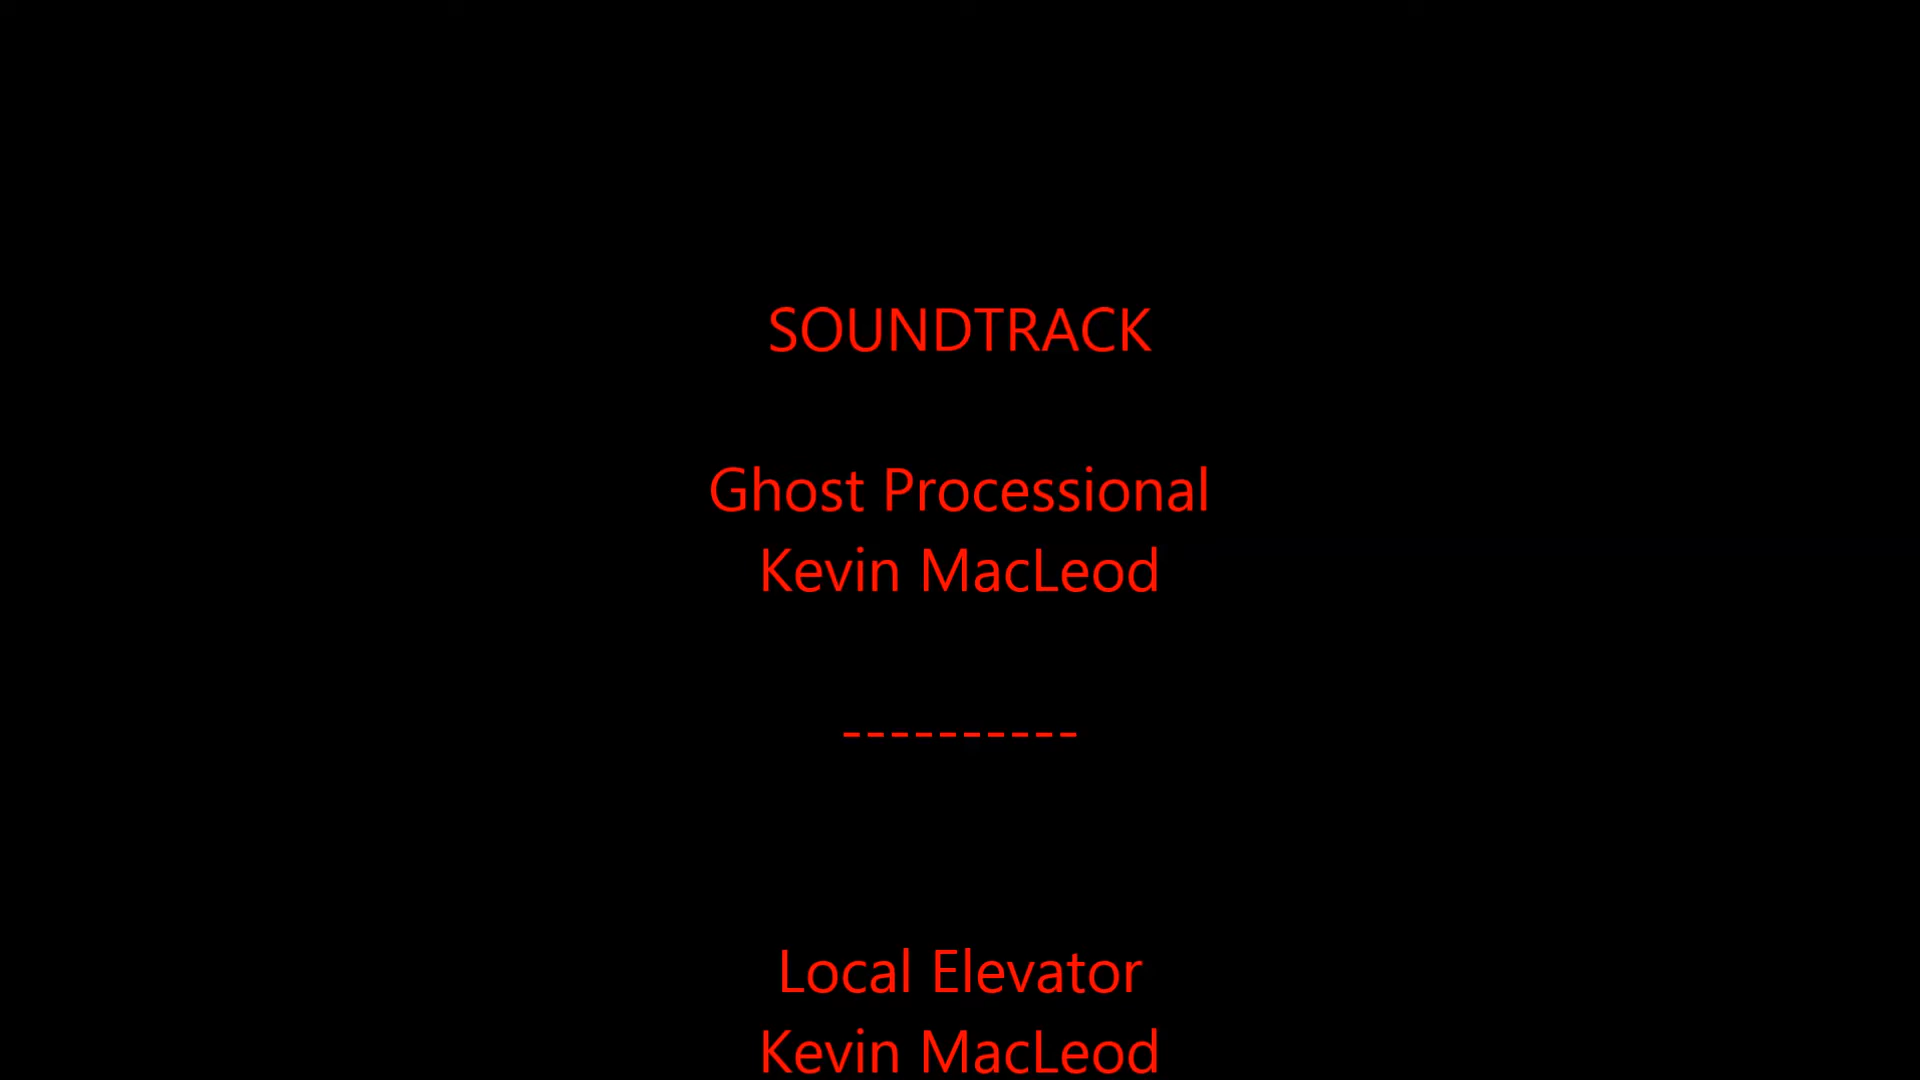 SOUNDTRACK
Ghost Processional
Kevin MacLeod
----------
Local Elevator
Kevin MacLeod